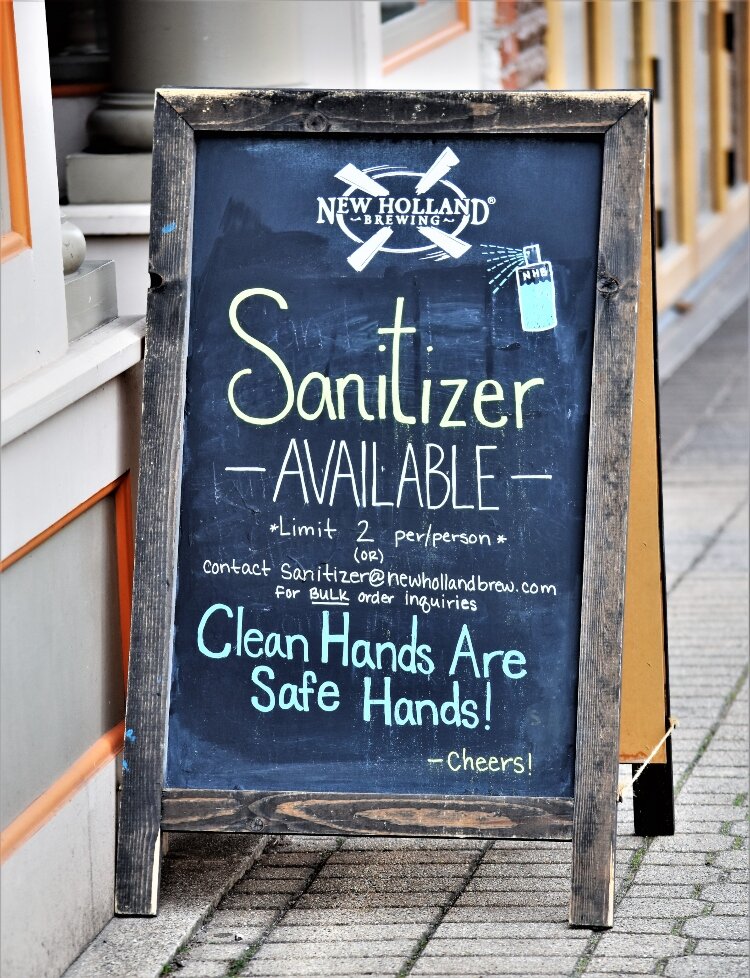 NEW HOLLAND®
~BREWING~
NHB
Sanitizer
—AVAILABLE—
*Limit 2 per/person*
(OR)
contact Sanitizer@newhollandbrew.com
for BULK order inquiries
Clean Hands Are
Safe Hands!
—Cheers!